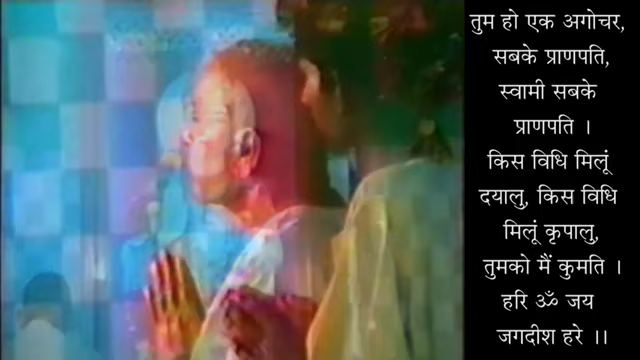 तुम हो एक अगोचर,
सबके प्राणपति,
स्वामी सबके
प्राणपति ।
किस विधि मिलूं
दयालु, किस विधि
मिलूं कृपालु,
तुमको मैं कुमति ।
हरि ॐ जय
जगदीश हरे ।।